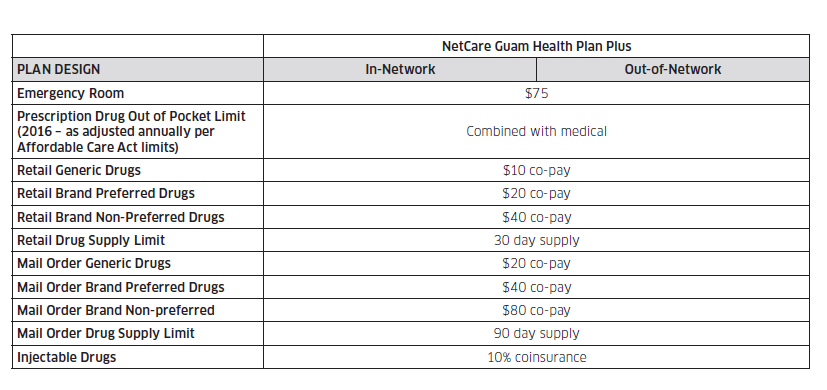 NetCare Guam Health Plan Plus
PLAN DESIGN In-Network Out-of-Network
Emergency Room $75
Prescription Drug Out of Pocket Limit
(2016 – as adjusted annually per
Affordable Care Act limits) Combined with medical
Retail Generic Drugs $10 co-pay
Retail Brand Preferred Drugs $20 co-pay
Retail Brand Non-Preferred Drugs $40 co-pay
Retail Drug Supply Limit 30 day supply
Mail Order Generic Drugs $20 co-pay
Mail Order Brand Preferred Drugs $40 co-pay
Mail Order Brand Non-preferred $80 co-pay
Mail Order Drug Supply Limit 90 day supply
Injectable Drugs 10% coinsurance